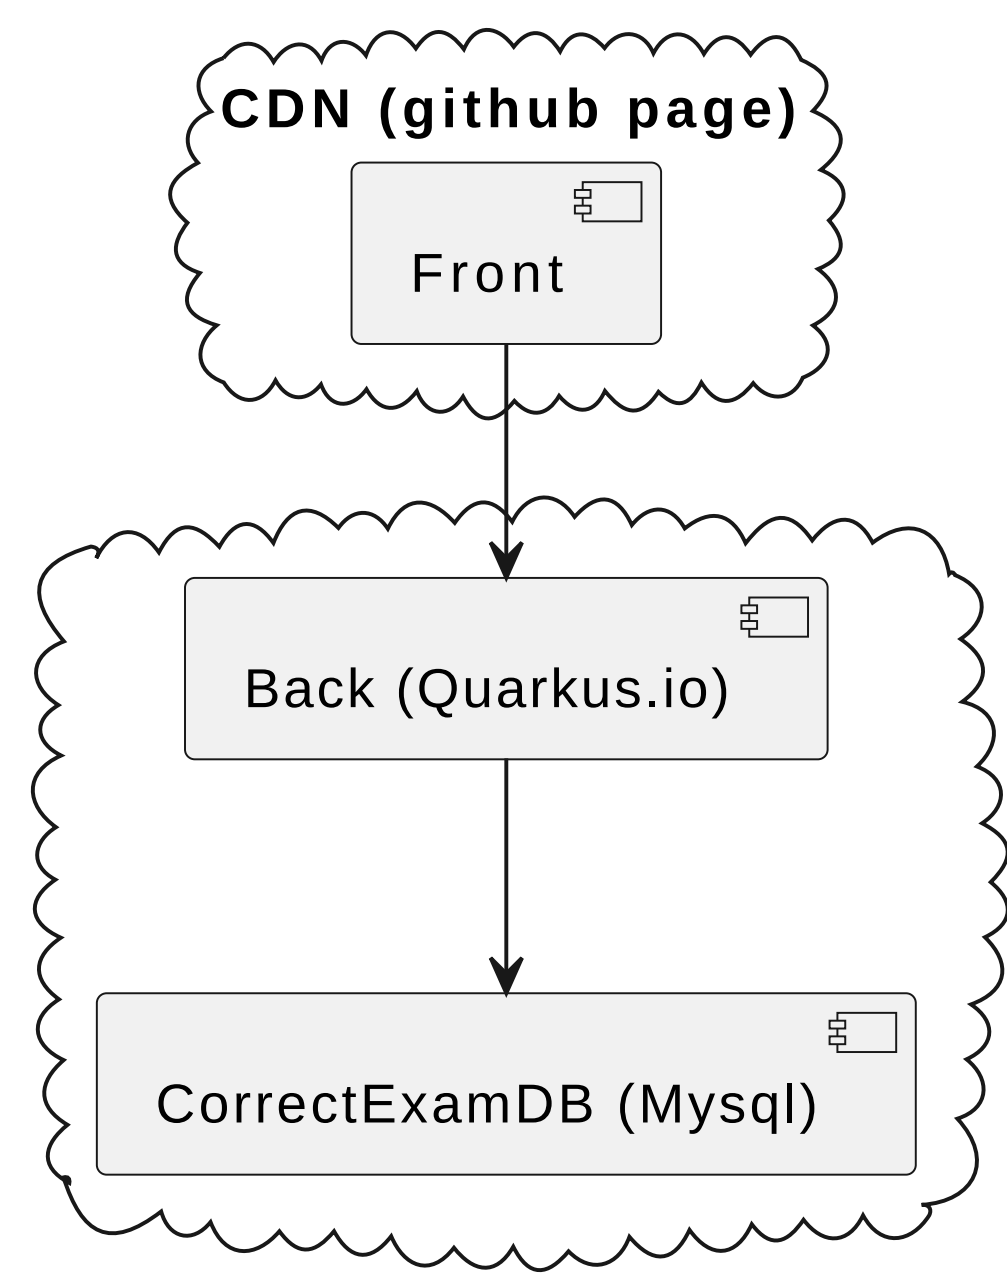 CDN (github page)
Front
Back (Quarkus.io)
CorrectExamDB (Mysql)